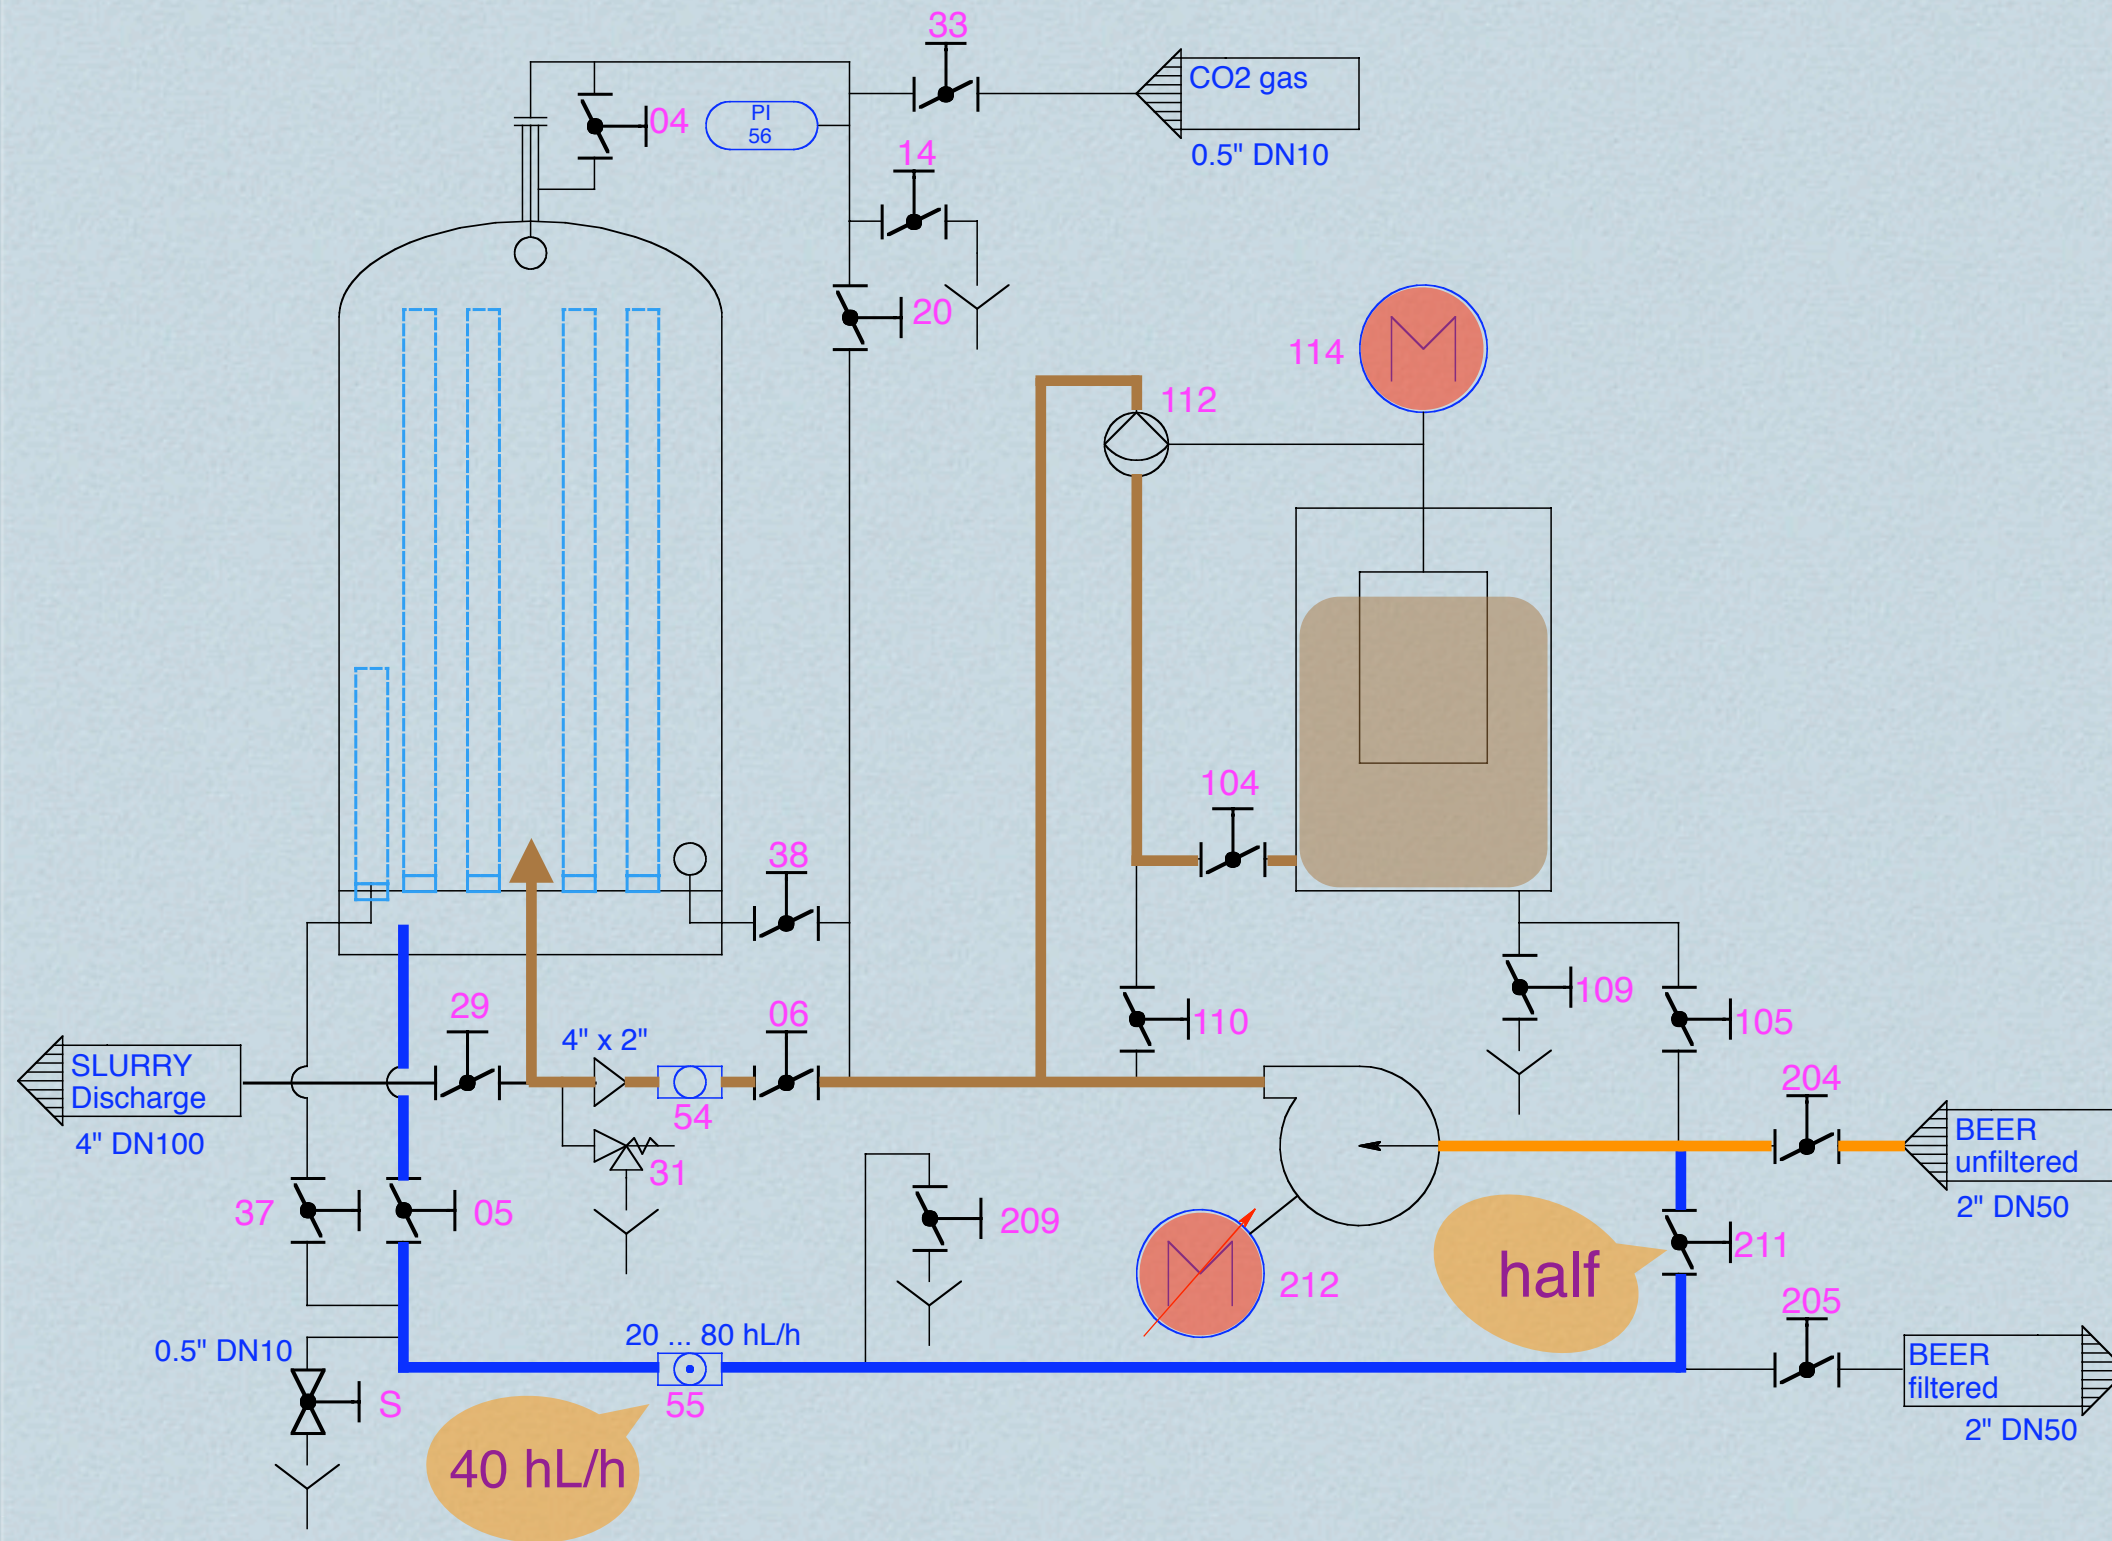 33
CO2 gas
0.5" DN10
04
PI
56
14
20
114
M
112
104
38
29
06
4" x 2"
54
31
110
109
105
204
SLURRY
Discharge
4" DN100
BEER
unfiltered
2" DN50
37
05
209
212
M
half
211
205
0.5" DN10
20 ... 80 hL/h
BEER
filtered
2" DN50
S
55
40 hL/h